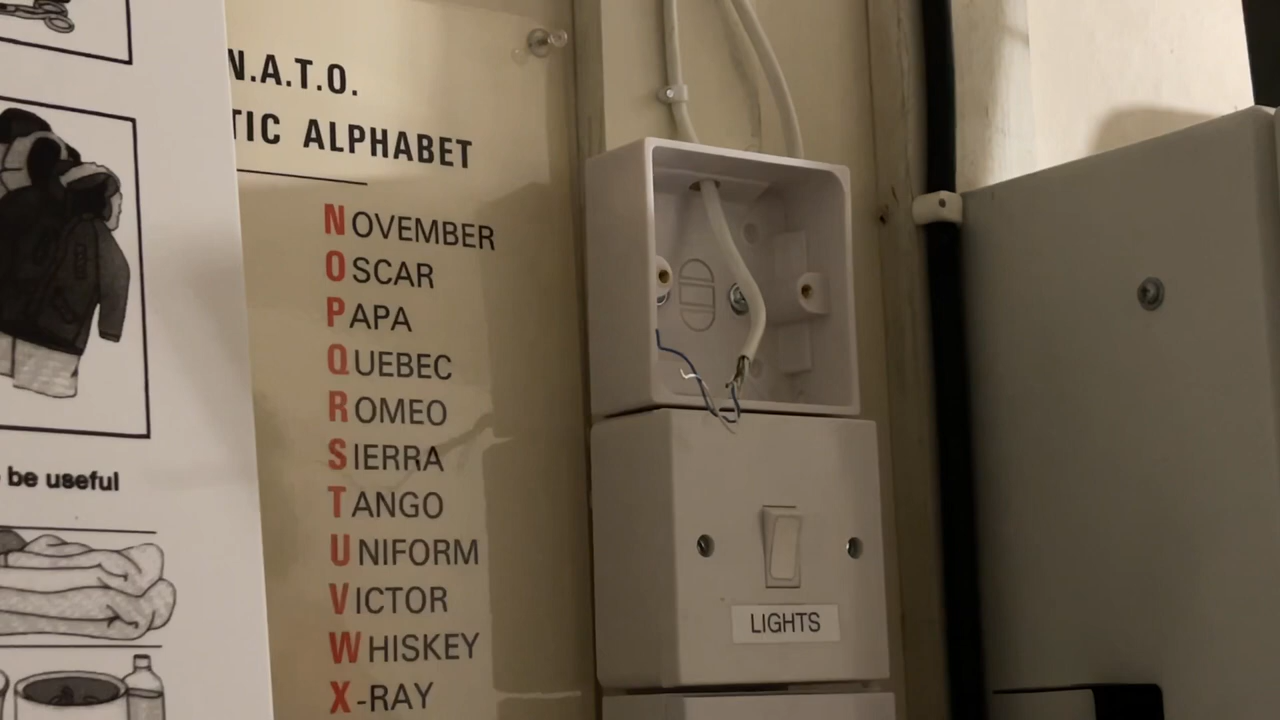 N.A.T.O.
TIC ALPHABET
NOVEMBER
OSCAR
PAPA
QUEBEC
ROMEO
SIERRA
TANGO
UNIFORM
VICTOR
WHISKEY
X-RAY
be useful
LIGHTS